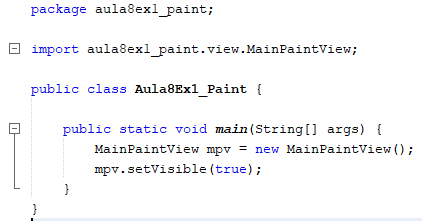 package aula8ex1_paint;
import aula8ex1_paint.view.MainPaintView;
public class Aula8Ex1_Paint {
public static void main(String[] args) {
MainPaintView mpv = new MainPaintView();
mpv.setVisible(true);
}
}